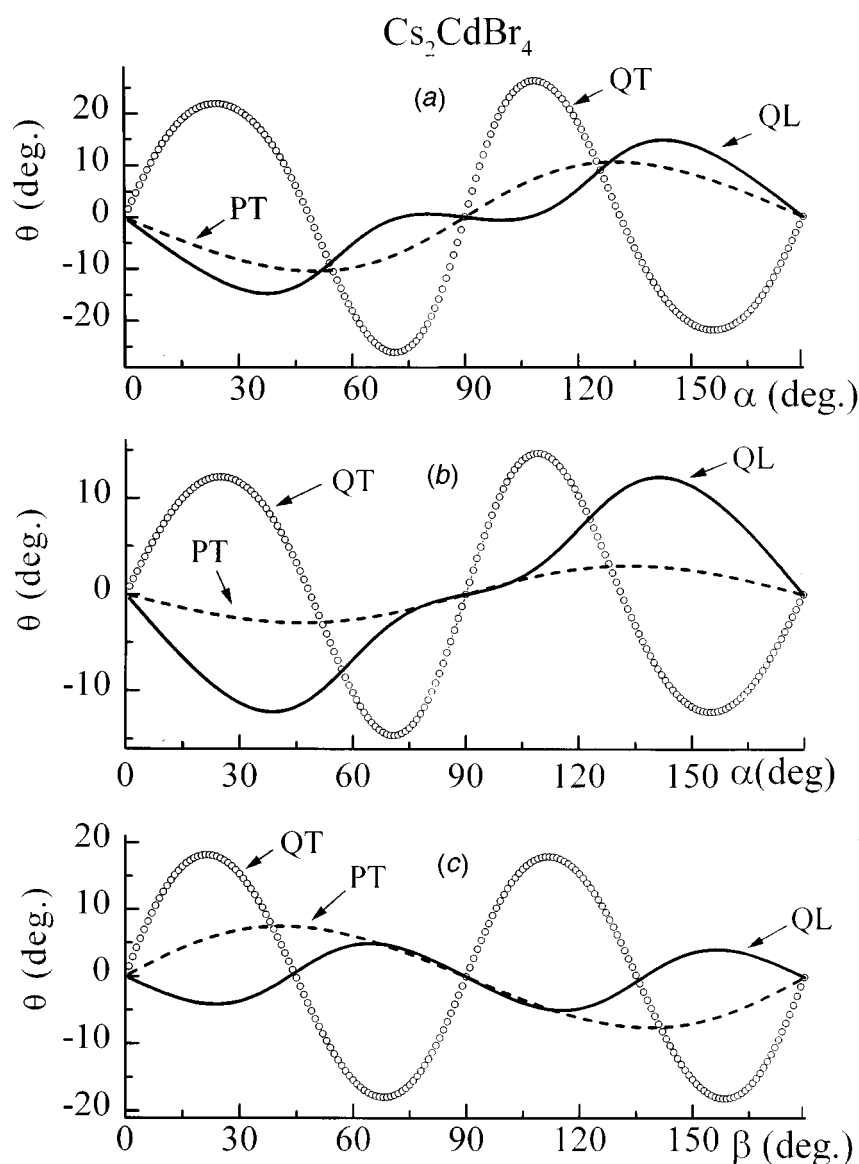 Cs₂CdBr₄
(a)
QT
QL
PT
θ (deg.)
20
10
0
-10
-20
0 30 60 90 120 150 α (deg.)
(b)
QT
QL
PT
θ (deg.)
10
0
-10
0 30 60 90 120 150 α(deg)
(c)
QT
PT
QL
θ (deg.)
20
10
0
-10
-20
0 30 60 90 120 150 β (deg.)